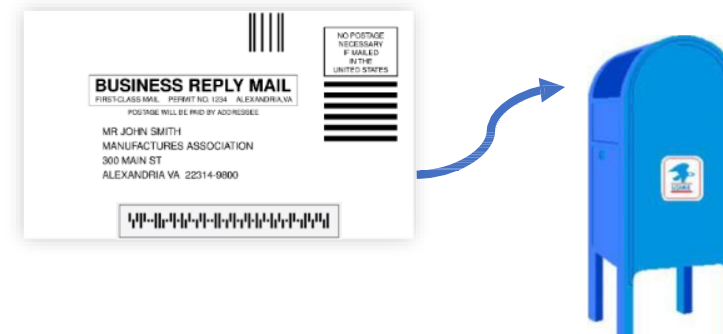 NO POSTAGE
NECESSARY
IF MAILED
IN THE
UNITED STATES
BUSINESS REPLY MAIL
FIRST-CLASS MAIL PERMIT NO. 1234 ALEXANDRIA,VA
POSTAGE WILL BE PAID BY ADDRESSEE
MR JOHN SMITH
MANUFACTURES ASSOCIATION
300 MAIN ST
ALEXANDRIA VA 22314-9800